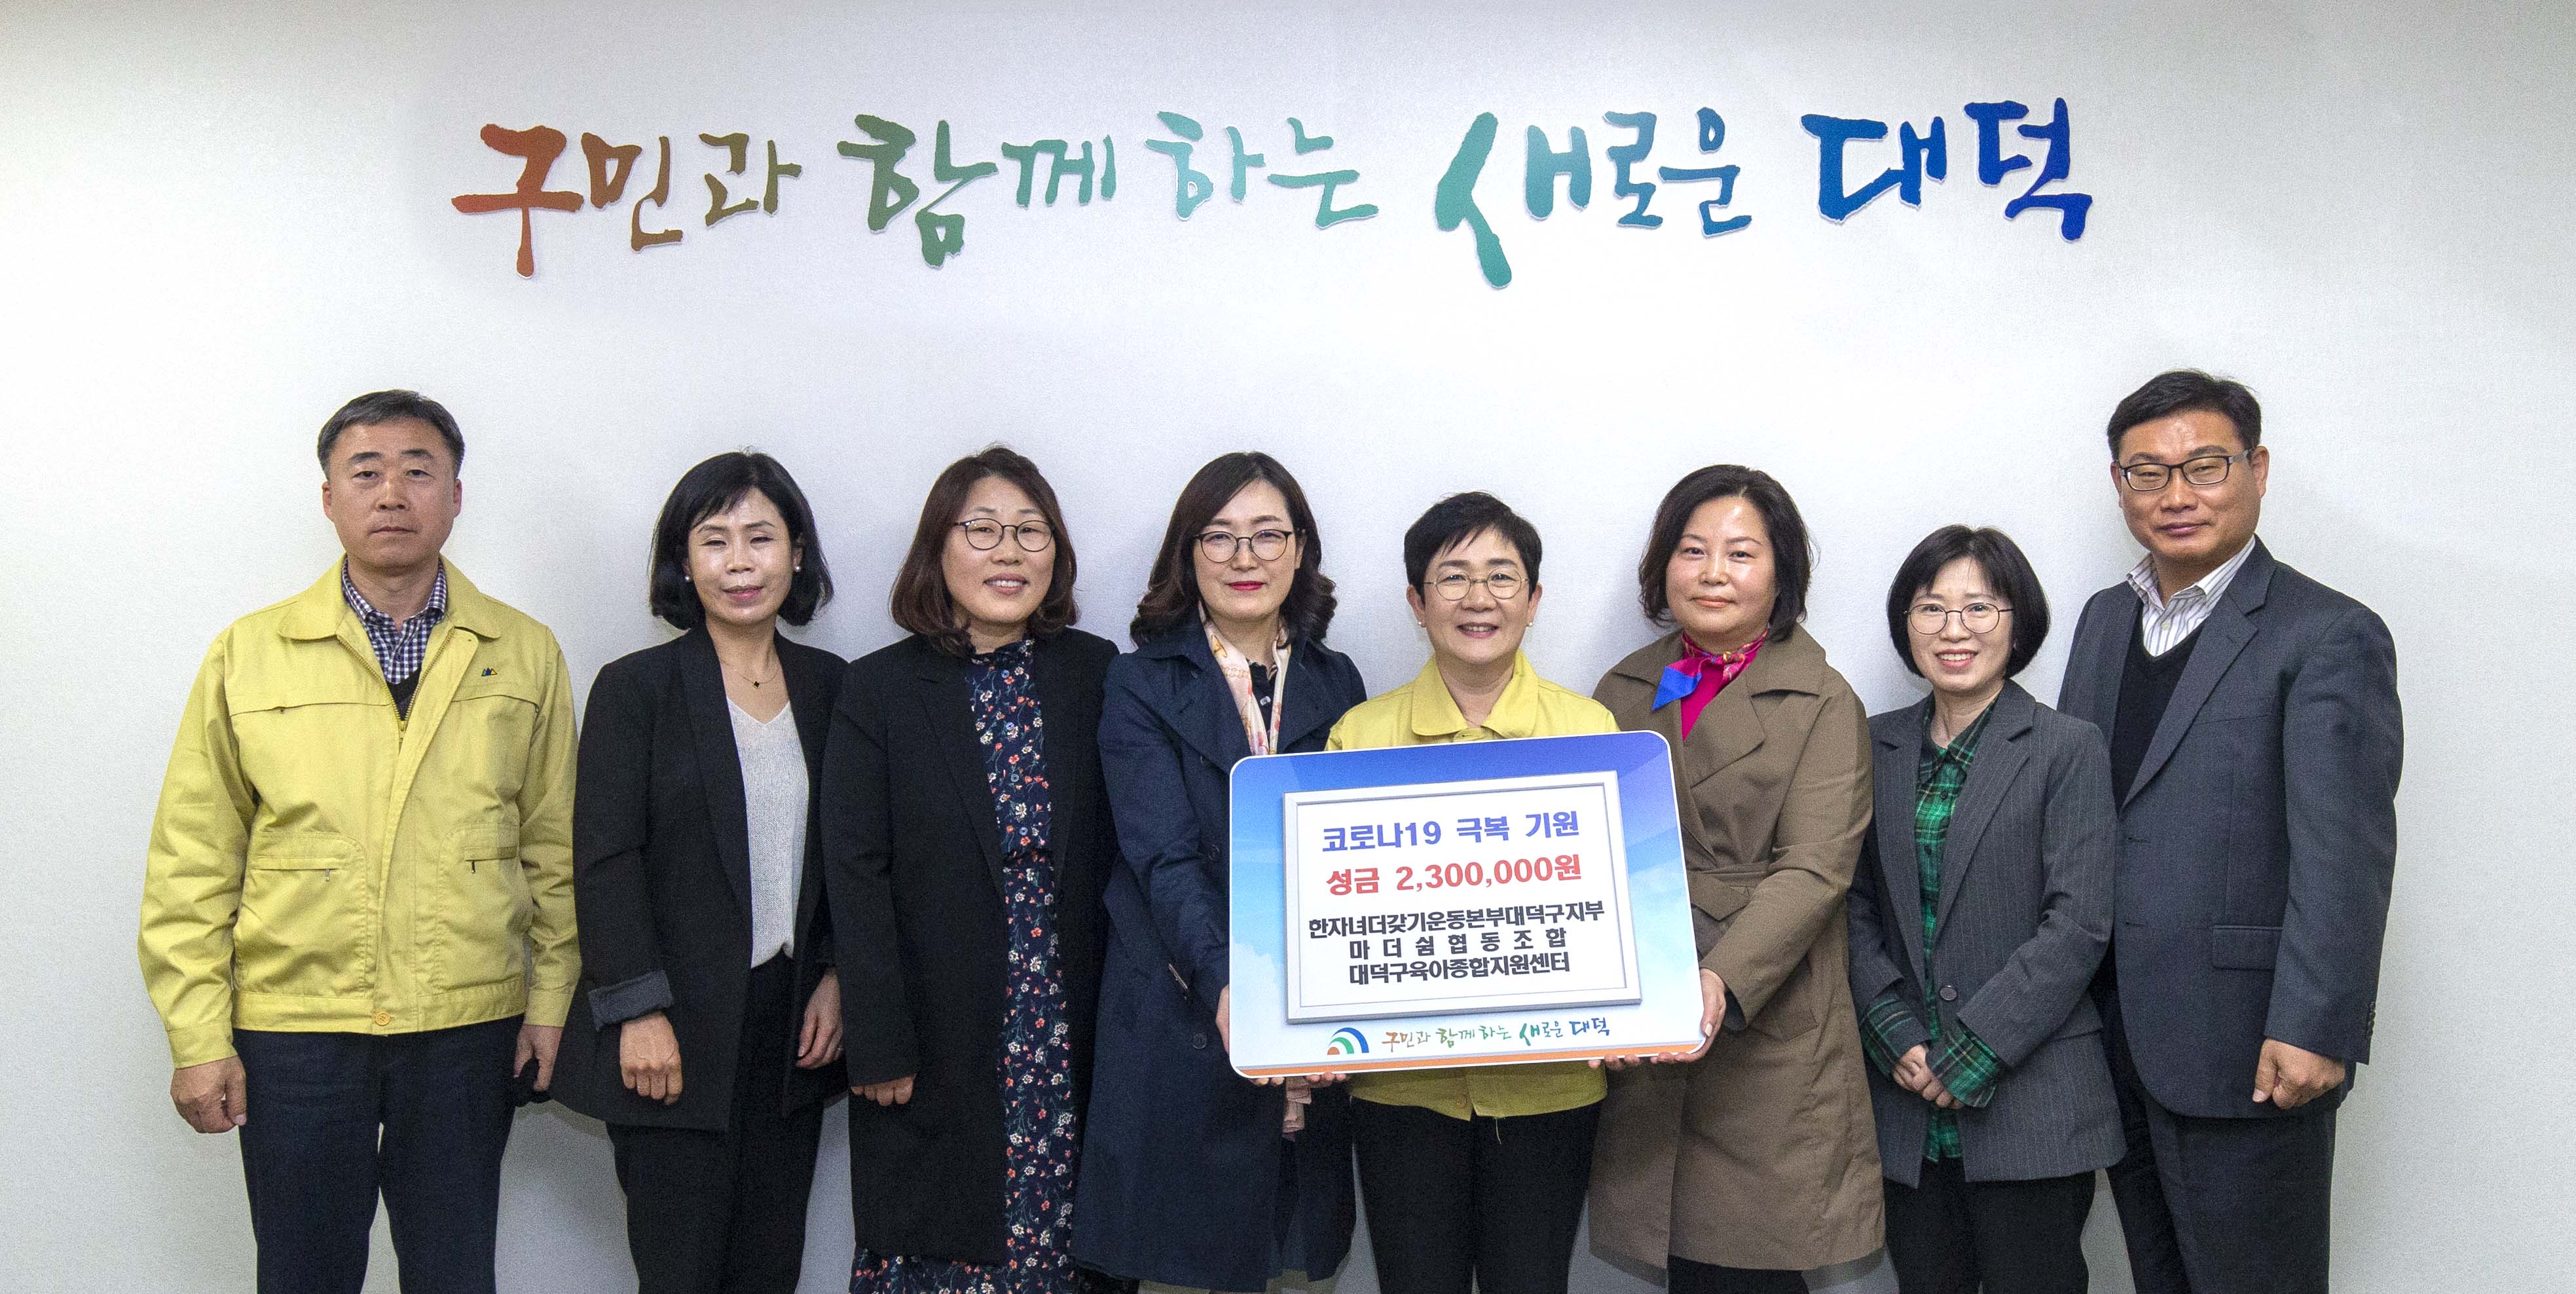 구민과 함께 하는 새로운 대덕
코로나19 극복 기원
성금 2,300,000원
한자녀더갖기운동본부대덕구지부
마 더 쉼 협 동 조 합
대덕구육아종합지원센터
구민과 함께 하는 새로운 대덕